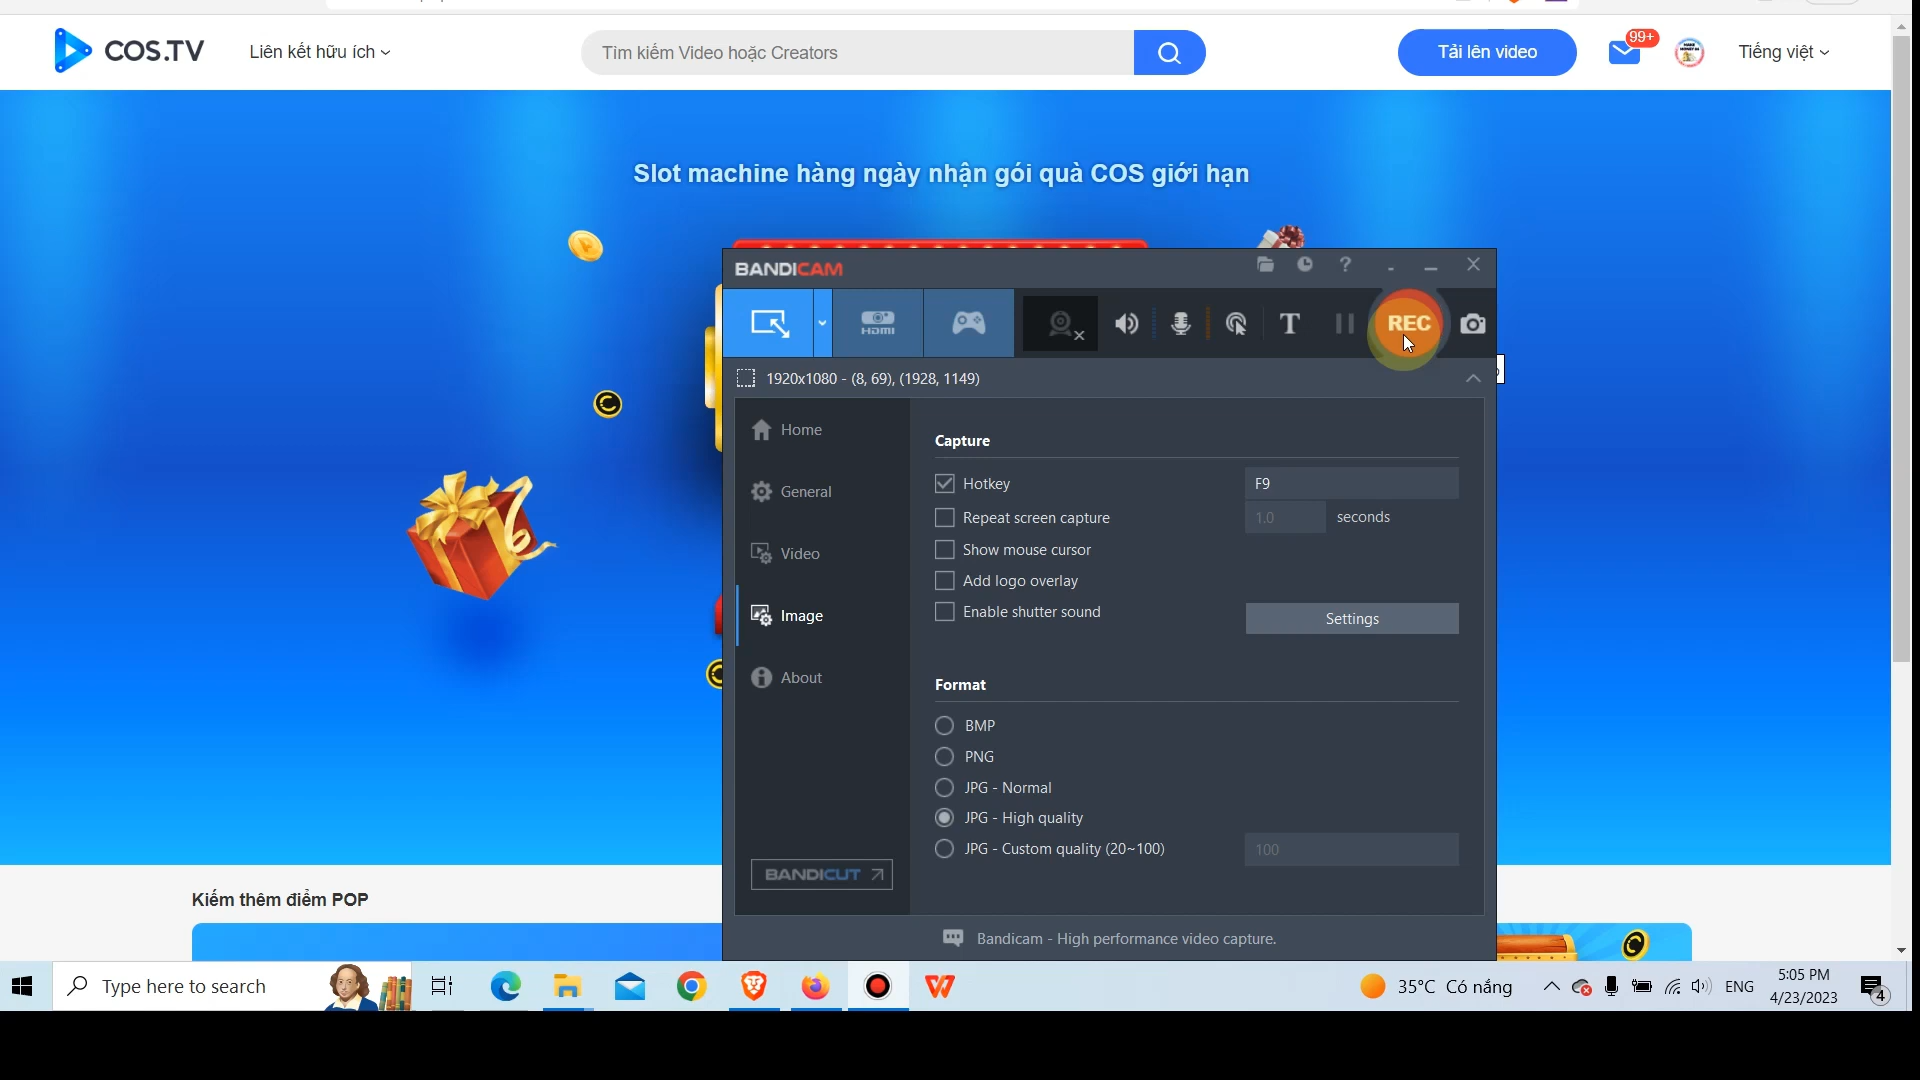 COS.TV
Liên kết hữu ích
Tìm kiếm Video hoặc Creators
Tải lên video
99+
Tiếng việt
Slot machine hàng ngày nhận gói quà COS giới hạn
BANDICAM
?
HDMI
T
REC
1920x1080 - (8, 69), (1928, 1149)
Home
General
Video
Image
About
BANDICUT
Capture
Hotkey
F9
Repeat screen capture
1.0
seconds
Show mouse cursor
Add logo overlay
Enable shutter sound
Settings
Format
BMP
PNG
JPG - Normal
JPG - High quality
JPG - Custom quality (20~100)
100
Bandicam - High performance video capture.
Kiếm thêm điểm POP
Type here to search
35°C Có nắng
ENG
5:05 PM
4/23/2023
4